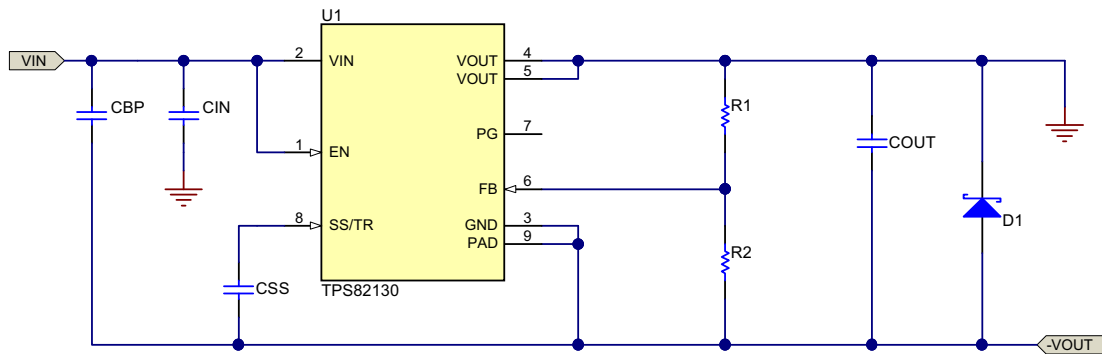 U1
VIN
2
VIN
VOUT
4
VOUT
5
CBP
CIN
R1
PG
7
COUT
1
EN
FB
6
8
SS/TR
GND
3
PAD
9
D1
R2
CSS
TPS82130
-VOUT